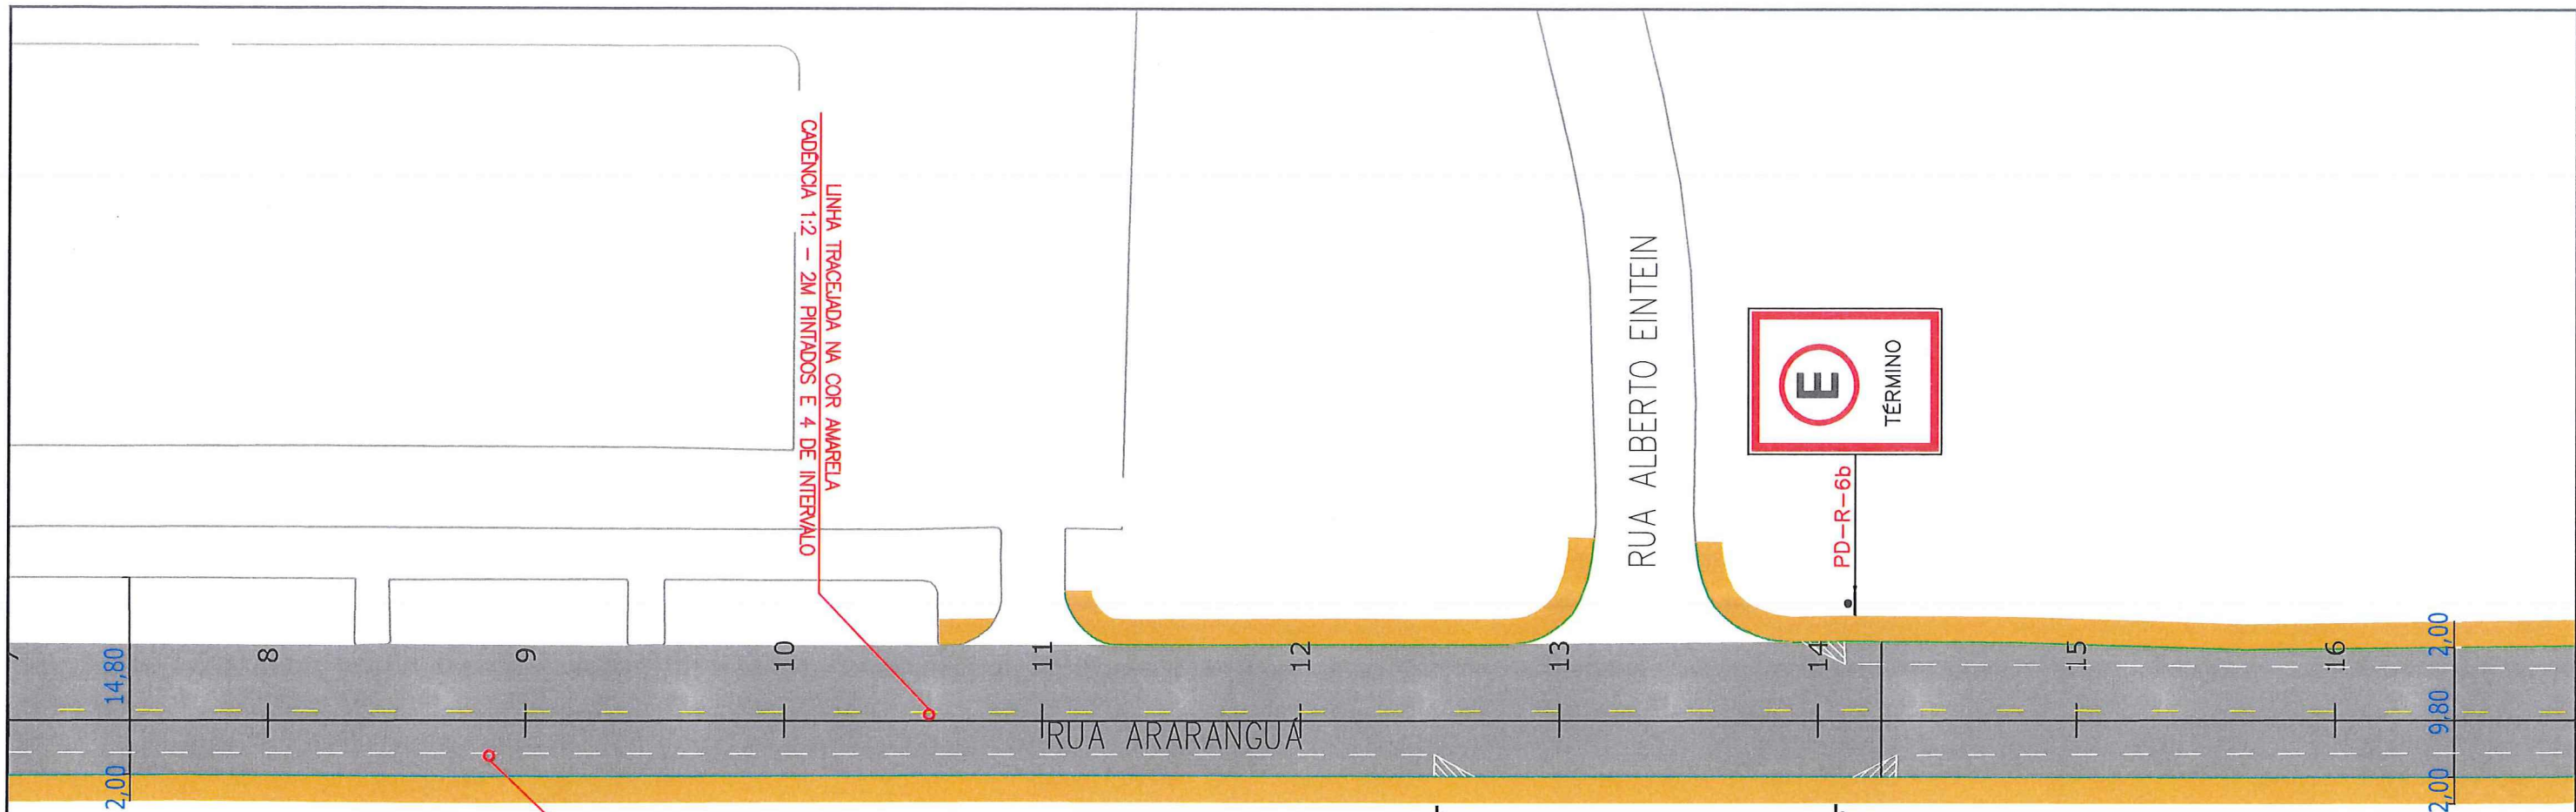 LINHA TRACEJADA NA COR AMARELA
CADÊNCIA 1:2 - 2M PINTADOS E 4 DE INTERVALO
RUA ALBERTO EINTEIN
E
TÉRMINO
PD-R-6b
7
8
9
10
11
12
13
14
15
16
14,80
2,00
RUA ARARANGUÁ
2,00
9,80
2,00